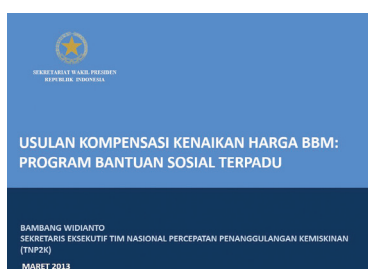 SEKRETARIAT WAKIL PRESIDEN
REPUBLIK INDONESIA
USULAN KOMPENSASI KENAIKAN HARGA BBM:
PROGRAM BANTUAN SOSIAL TERPADU
BAMBANG WIDIANTO
SEKRETARIS EKSEKUTIF TIM NASIONAL PERCEPATAN PENANGGULANGAN KEMISKINAN
(TNP2K)
MARET 2013